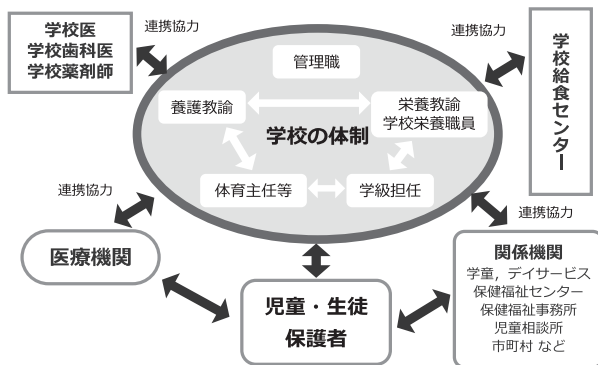 学校医
学校歯科医
学校薬剤師
連携協力
管理職
連携協力
学校給食センター
養護教諭
栄養教諭
学校栄養職員
学校の体制
体育主任等
学級担任
連携協力
連携協力
医療機関
児童・生徒
保護者
関係機関
学童，デイサービス
保健福祉センター
保健福祉事務所
児童相談所
市町村 など